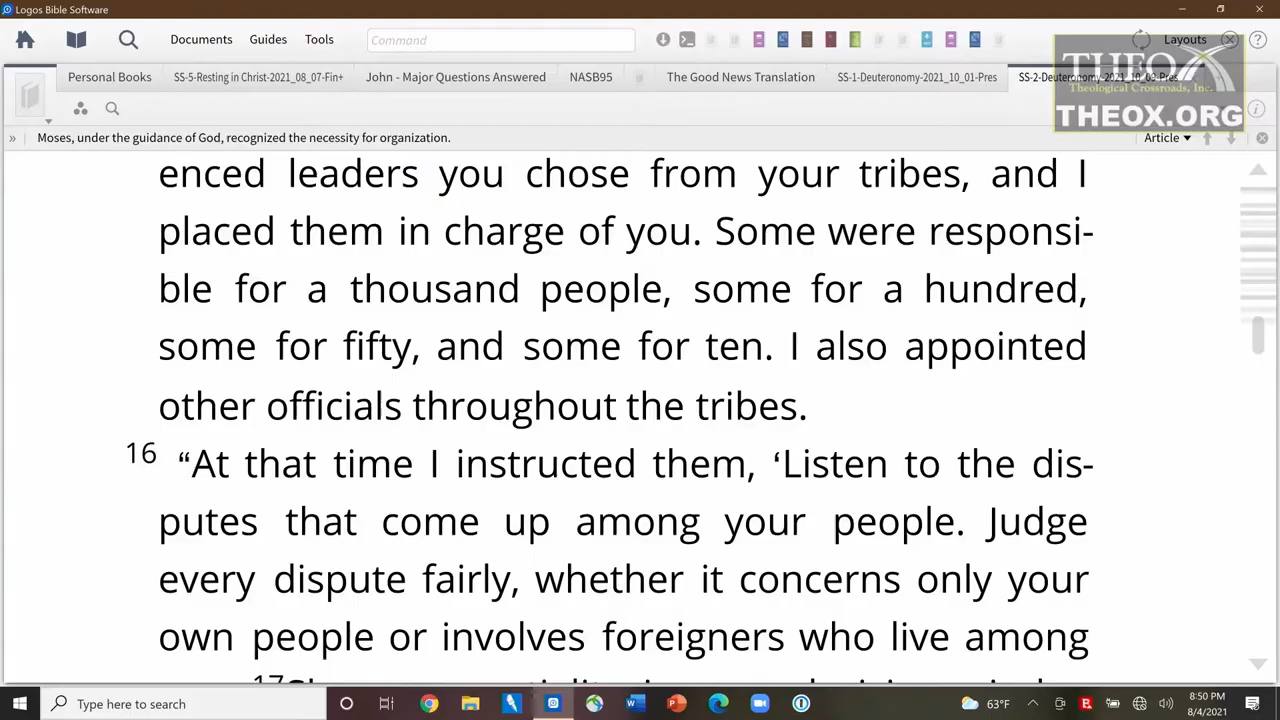 Logos Bible Software
Documents Guides Tools Command Layouts
Personal Books SS-5-Resting in Christ-2021_08_07-Fin+ John - Major Questions Answered NASB95 The Good News Translation SS-1-Deuteronomy-2021_10_01-Pres
THEOX
Theological Crossroads, Inc.
THEOX.ORG
» Moses, under the guidance of God, recognized the necessity for organization. Article
enced leaders you chose from your tribes, and I
placed them in charge of you. Some were responsi-
ble for a thousand people, some for a hundred,
some for fifty, and some for ten. I also appointed
other officials throughout the tribes.
16 “At that time I instructed them, ‘Listen to the dis-
putes that come up among your people. Judge
every dispute fairly, whether it concerns only your
own people or involves foreigners who live among
17
Type here to search 63°F 8:50 PM
8/4/2021